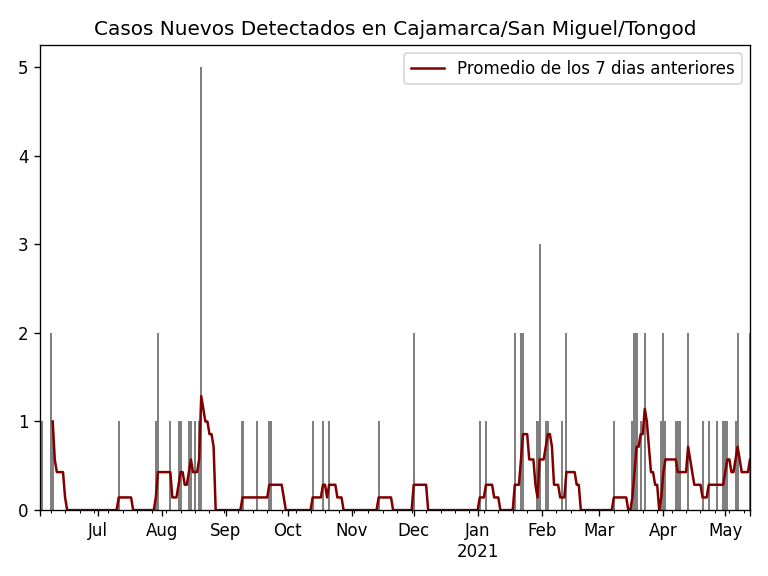 Casos Nuevos Detectados en Cajamarca/San Miguel/Tongod
Promedio de los 7 dias anteriores
5
4
3
2
1
0
Jul Aug Sep Oct Nov Dec Jan Feb Mar Apr May
2021